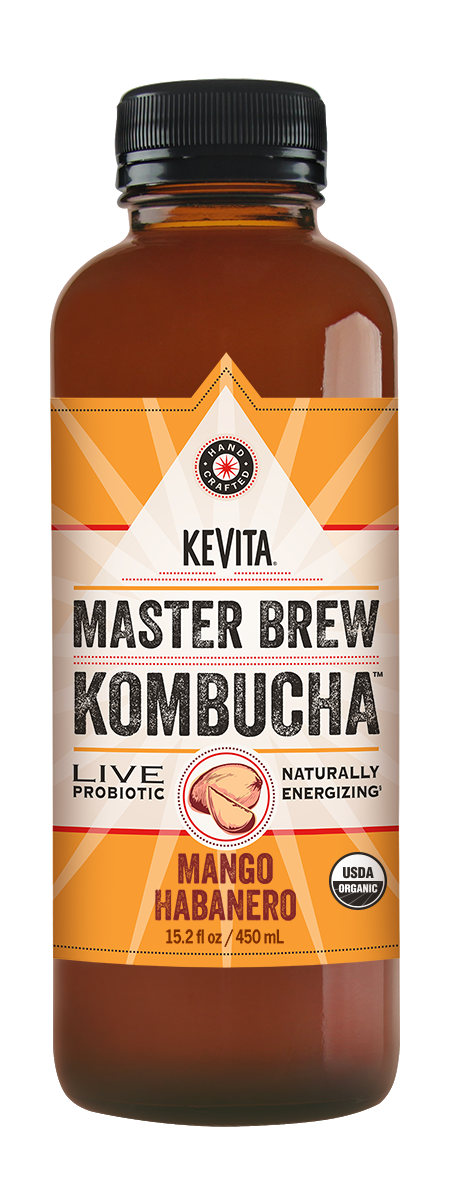 HAND
CRAFTED
KEVITA®
MASTER BREW
KOMBUCHA™
LIVE
PROBIOTIC
NATURALLY
ENERGIZING§
MANGO
HABANERO
USDA
ORGANIC
15.2 fl oz / 450 mL